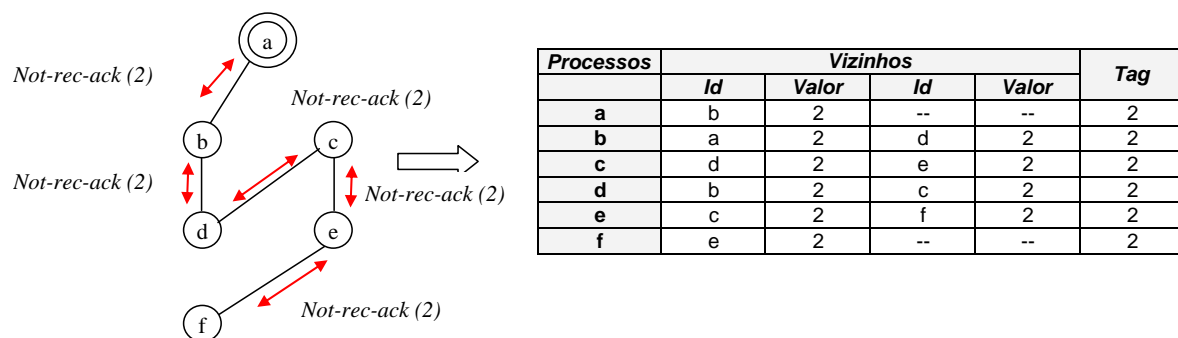 a
Not-rec-ack (2)
Not-rec-ack (2)
b
c
Not-rec-ack (2)
Not-rec-ack (2)
d
e
Not-rec-ack (2)
f
Processos Vizinhos Tag
Id Valor Id Valor
a b 2 -- -- 2
b a 2 d 2 2
c d 2 e 2 2
d b 2 c 2 2
e c 2 f 2 2
f e 2 -- -- 2